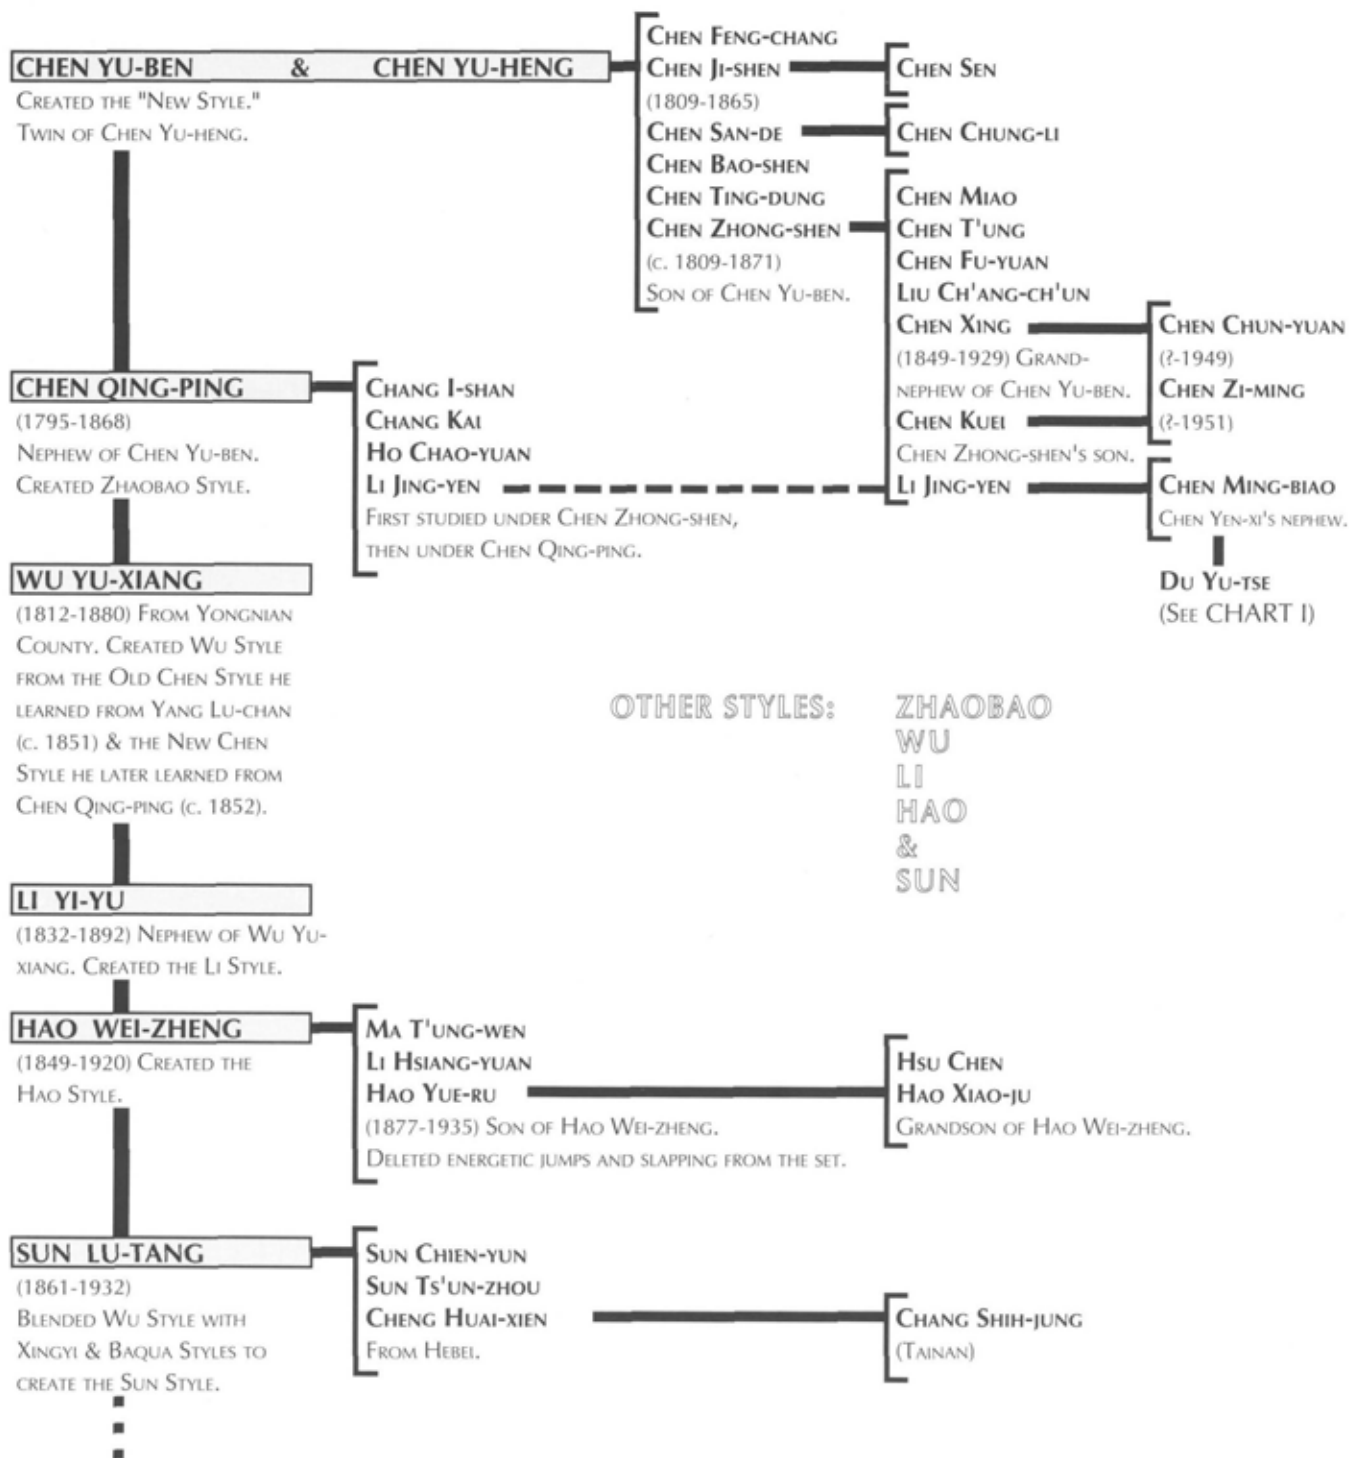 CHEN YU-BEN & CHEN YU-HENG
CREATED THE "NEW STYLE."
TWIN OF CHEN YU-HENG.
CHEN FENG-CHANG
CHEN JI-SHEN
(1809-1865)
CHEN SAN-DE
CHEN BAO-SHEN
CHEN TING-DUNG
CHEN ZHONG-SHEN
(C. 1809-1871)
SON OF CHEN YU-BEN.
CHEN SEN
CHEN CHUNG-LI
CHEN MIAO
CHEN T'UNG
CHEN FU-YUAN
LIU CH'ANG-CH'UN
CHEN XING
(1849-1929) GRAND-
NEPHEW OF CHEN YU-BEN.
CHEN KUEI
CHEN ZHONG-SHEN'S SON.
LI JING-YEN
CHEN CHUN-YUAN
(?-1949)
CHEN ZI-MING
(?-1951)
CHEN MING-BIAO
CHEN YEN-XI'S NEPHEW.
DU YU-TSE
(SEE CHART I)
CHEN QING-PING
(1795-1868)
NEPHEW OF CHEN YU-BEN.
CREATED ZHAOBAO STYLE.
CHANG I-SHAN
CHANG KAI
HO CHAO-YUAN
LI JING-YEN
FIRST STUDIED UNDER CHEN ZHONG-SHEN,
THEN UNDER CHEN QING-PING.
WU YU-XIANG
(1812-1880) FROM YONGNIAN
COUNTY. CREATED WU STYLE
FROM THE OLD CHEN STYLE HE
LEARNED FROM YANG LU-CHAN
(C. 1851) & THE NEW CHEN
STYLE HE LATER LEARNED FROM
CHEN QING-PING (C. 1852).
OTHER STYLES: ZHAOBAO
WU
LI
HAO
&
SUN
LI YI-YU
(1832-1892) NEPHEW OF WU YU-
XIANG. CREATED THE LI STYLE.
HAO WEI-ZHENG
(1849-1920) CREATED THE
HAO STYLE.
MA T'UNG-WEN
LI HSIANG-YUAN
HAO YUE-RU
(1877-1935) SON OF HAO WEI-ZHENG.
DELETED ENERGETIC JUMPS AND SLAPPING FROM THE SET.
HSU CHEN
HAO XIAO-JU
GRANDSON OF HAO WEI-ZHENG.
SUN LU-TANG
(1861-1932)
BLENDED WU STYLE WITH
XINGYI & BAQUA STYLES TO
CREATE THE SUN STYLE.
SUN CHIEN-YUN
SUN TS'UN-ZHOU
CHENG HUAI-XIEN
FROM HEBEI.
CHANG SHIH-JUNG
(TAINAN)